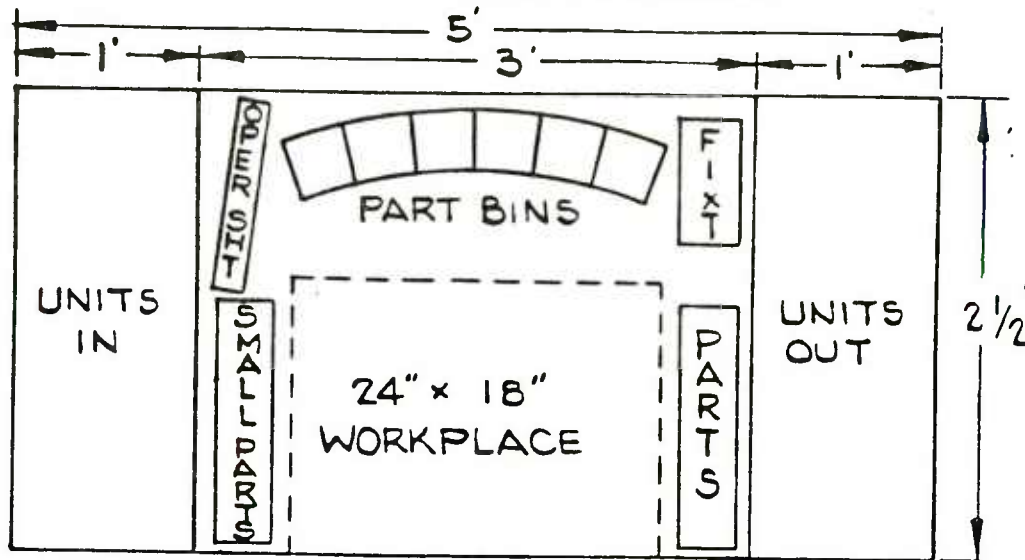 5'
1'
3'
1'
OPER SHT
PART BINS
FIXT
UNITS
IN
SMALL PARTS
24" x 18"
WORKPLACE
PARTS
UNITS
OUT
2 1/2'